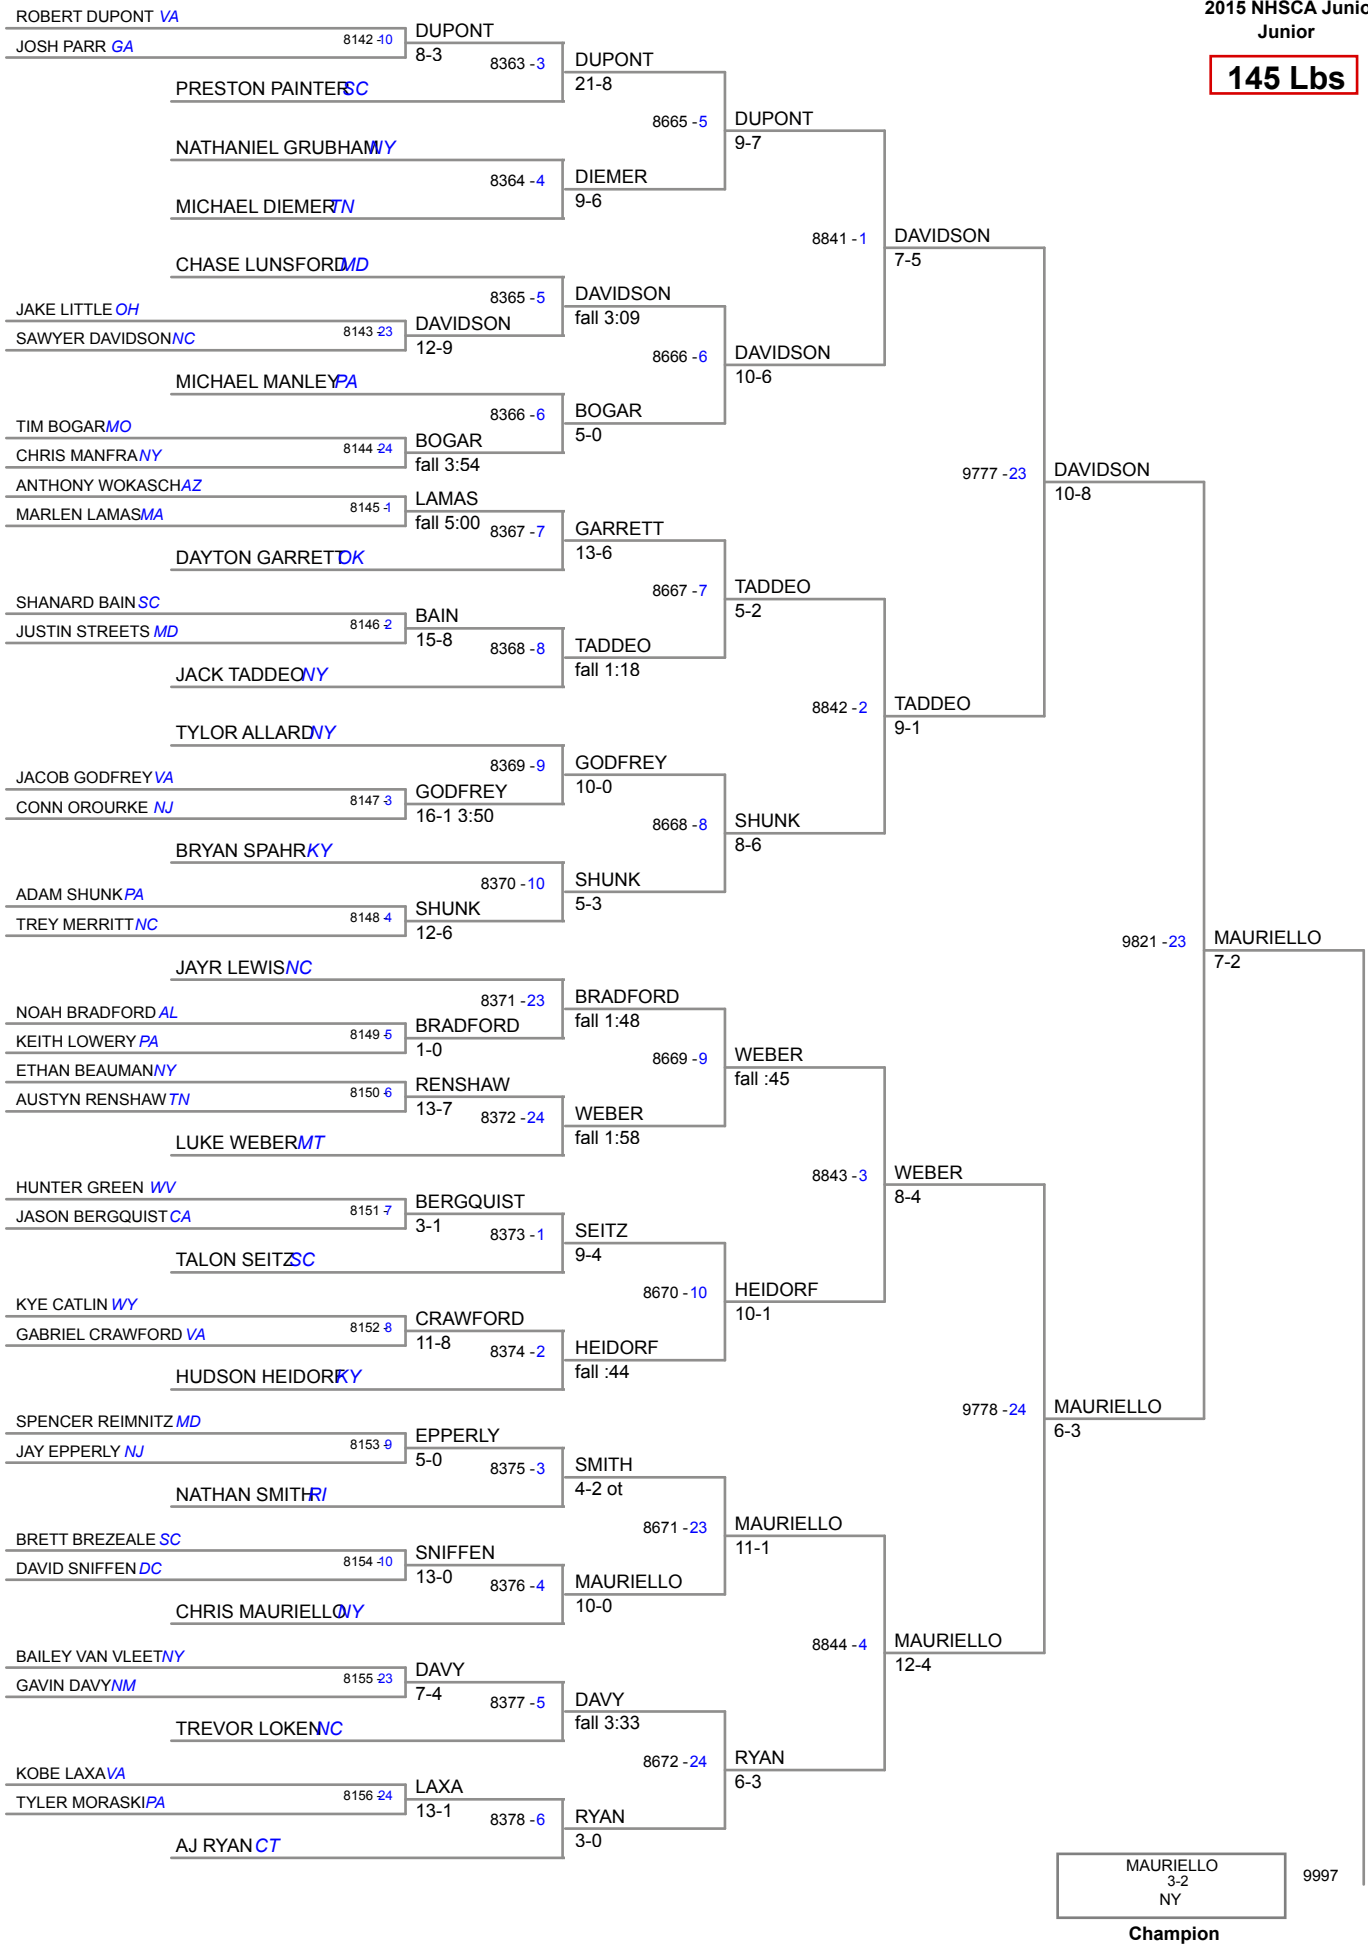 2015 NHSCA Junio
Junior
145 Lbs
ROBERT DUPONT VA
JOSH PARR GA
8142 -10
DUPONT
8-3
PRESTON PAINTER SC
8363 -3
DUPONT
21-8
NATHANIEL GRUBHAM NY
MICHAEL DIEMER TN
8364 -4
DIEMER
9-6
8665 -5
DUPONT
9-7
CHASE LUNSFORD MD
JAKE LITTLE OH
SAWYER DAVIDSON NC
8143 -23
DAVIDSON
12-9
8365 -5
DAVIDSON
fall 3:09
MICHAEL MANLEY PA
TIM BOGAR MO
CHRIS MANFRA NY
8144 -24
BOGAR
fall 3:54
8366 -6
BOGAR
5-0
8666 -6
DAVIDSON
10-6
8841 -1
DAVIDSON
7-5
ANTHONY WOKASCH AZ
MARLEN LAMAS MA
8145 -1
LAMAS
fall 5:00
DAYTON GARRETT OK
8367 -7
GARRETT
13-6
SHANARD BAIN SC
JUSTIN STREETS MD
8146 -2
BAIN
15-8
JACK TADDEO NY
8368 -8
TADDEO
fall 1:18
8667 -7
TADDEO
5-2
TYLOR ALLARD NY
JACOB GODFREY VA
CONN OROURKE NJ
8147 -3
GODFREY
16-1 3:50
8369 -9
GODFREY
10-0
BRYAN SPAHR KY
ADAM SHUNK PA
TREY MERRITT NC
8148 -4
SHUNK
12-6
8370 -10
SHUNK
5-3
8668 -8
SHUNK
8-6
8842 -2
TADDEO
9-1
9777 -23
DAVIDSON
10-8
JAYR LEWIS NC
NOAH BRADFORD AL
KEITH LOWERY PA
8149 -5
BRADFORD
1-0
8371 -23
BRADFORD
fall 1:48
ETHAN BEAUMAN NY
AUSTYN RENSHAW TN
8150 -6
RENSHAW
13-7
LUKE WEBER MT
8372 -24
WEBER
fall 1:58
8669 -9
WEBER
fall :45
HUNTER GREEN WV
JASON BERGQUIST CA
8151 -7
BERGQUIST
3-1
TALON SEITZ SC
8373 -1
SEITZ
9-4
KYE CATLIN WY
GABRIEL CRAWFORD VA
8152 -8
CRAWFORD
11-8
HUDSON HEIDORF KY
8374 -2
HEIDORF
fall :44
8670 -10
HEIDORF
10-1
8843 -3
WEBER
8-4
SPENCER REIMNITZ MD
JAY EPPERLY NJ
8153 -9
EPPERLY
5-0
NATHAN SMITH RI
8375 -3
SMITH
4-2 ot
BRETT BREZEALE SC
DAVID SNIFFEN DC
8154 -10
SNIFFEN
13-0
CHRIS MAURIELLO NY
8376 -4
MAURIELLO
10-0
8671 -23
MAURIELLO
11-1
BAILEY VAN VLEET NY
GAVIN DAVY NM
8155 -23
DAVY
7-4
TREVOR LOKEN NC
8377 -5
DAVY
fall 3:33
KOBE LAXA VA
TYLER MORASKI PA
8156 -24
LAXA
13-1
AJ RYAN CT
8378 -6
RYAN
3-0
8672 -24
RYAN
6-3
8844 -4
MAURIELLO
12-4
9778 -24
MAURIELLO
6-3
9821 -23
MAURIELLO
7-2
MAURIELLO
3-2
NY
9997
Champion